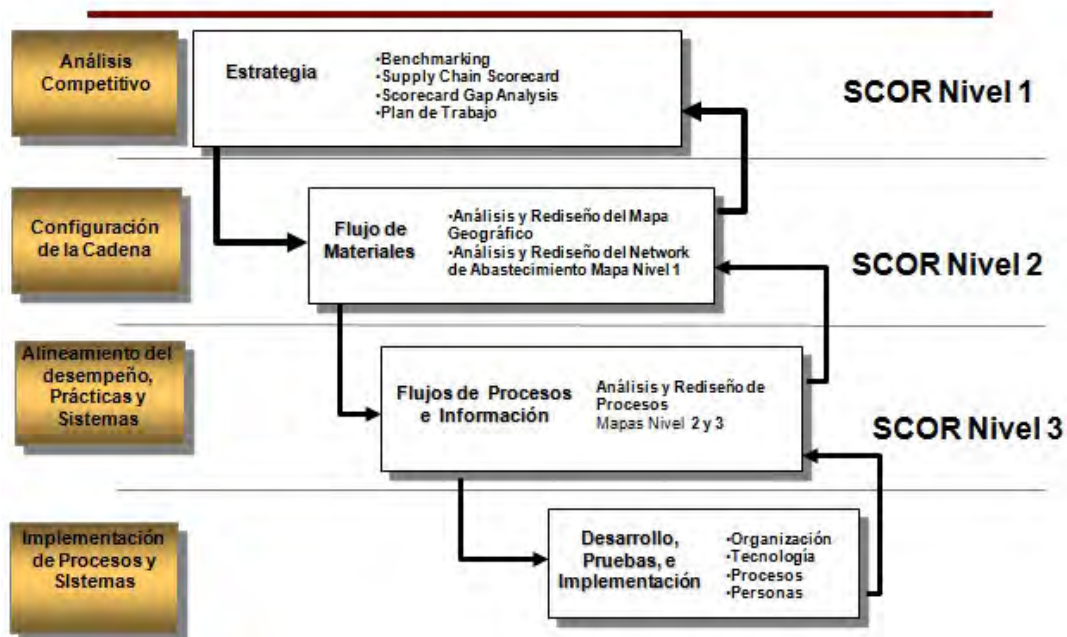 Análisis
Competitivo
Estrategia
•Benchmarking
•Supply Chain Scorecard
•Scorecard Gap Analysis
•Plan de Trabajo
SCOR Nivel 1
Configuración
de la Cadena
Flujo de
Materiales
•Análisis y Rediseño del Mapa
Geográfico
•Análisis y Rediseño del Network
de Abastecimiento Mapa Nivel 1
SCOR Nivel 2
Alineamiento del
desempeño,
Prácticas y
Sistemas
Flujos de Procesos
e Información
Análisis y Rediseño de
Procesos
Mapas Nivel 2 y 3
SCOR Nivel 3
Implementación
de Procesos y
SIstemas
Desarrollo,
Pruebas, e
Implementación
•Organización
•Tecnología
•Procesos
•Personas